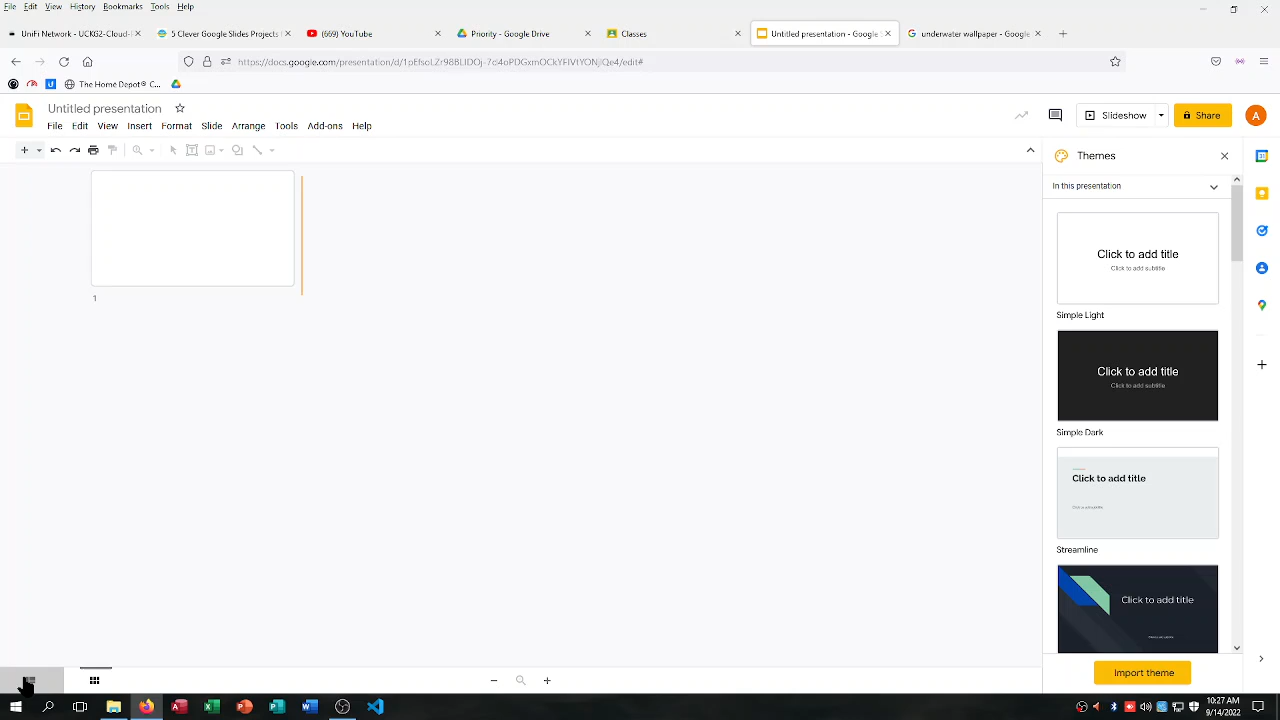 File Edit View History Bookmarks Tools Help
UniFi Network - UCKG2-Cloud-
5 Clever Google Slides Projects
(669) YouTube
Priority - Google Drive
Classes
Untitled presentation - Google
underwater wallpaper - Google
The Home Depot® C...
Untitled presentation
File Edit View Insert Format Slide Arrange Tools Add-ons Help
Slideshow
Share
A
Themes
In this presentation
Click to add title
Click to add subtitle
Simple Light
Click to add title
Click to add subtitle
Simple Dark
Click to add title
Streamline
Click to add title
1
Import theme
10:27 AM
9/14/2022